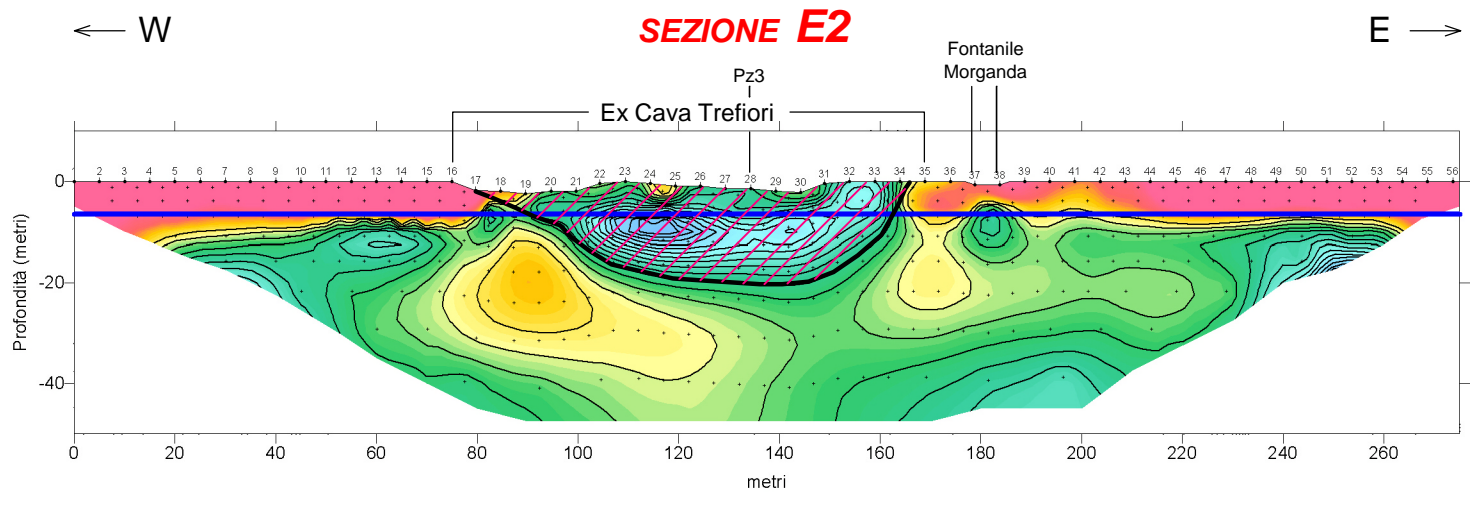 W
SEZIONE E2
E
Fontanile
Morganda
Pz3
Ex Cava Trefiori
1 2 3 4 5 6 7 8 9 10 11 12 13 14 15 16 17 18 19 20 21 22 23 24 25 26 27 28 29 30 31 32 33 34 35 36 37 38 39 40 41 42 43 44 45 46 47 48 49 50 51 52 53 54 55 56
0
-20
-40
Profondità (metri)
0 20 40 60 80 100 120 140 160 180 200 220 240 260
metri